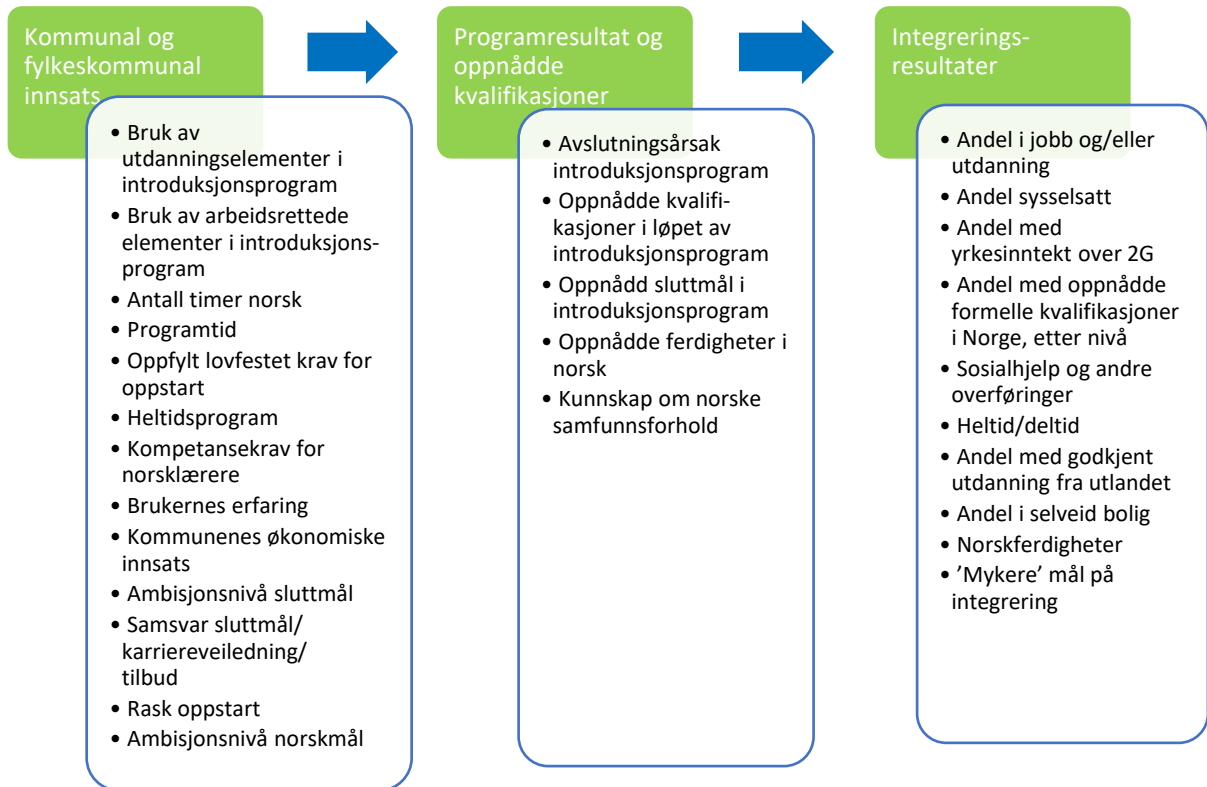 Kommunal og
fylkeskommunal
innsats
• Bruk av
utdanningselementer i
introduksjonsprogram
• Bruk av arbeidsrettede
elementer i introduksjons-
program
• Antall timer norsk
• Programtid
• Oppfylt lovfestet krav for
oppstart
• Heltidsprogram
• Kompetansekrav for
norsklærere
• Brukernes erfaring
• Kommunenes økonomiske
innsats
• Ambisjonsnivå sluttmål
• Samsvar sluttmål/
karriereveiledning/
tilbud
• Rask oppstart
• Ambisjonsnivå norskmål
Programresultat og
oppnådde
kvalifikasjoner
• Avslutningsårsak
introduksjonsprogram
• Oppnådde kvalifi-
kasjoner i løpet av
introduksjonsprogram
• Oppnådd sluttmål i
introduksjonsprogram
• Oppnådde ferdigheter i
norsk
• Kunnskap om norske
samfunnsforhold
Integrerings-
resultater
• Andel i jobb og/eller
utdanning
• Andel sysselsatt
• Andel med
yrkesinntekt over 2G
• Andel med oppnådde
formelle kvalifikasjoner
i Norge, etter nivå
• Sosialhjelp og andre
overføringer
• Heltid/deltid
• Andel med godkjent
utdanning fra utlandet
• Andel i selveid bolig
• Norskferdigheter
• ’Mykere’ mål på
integrering